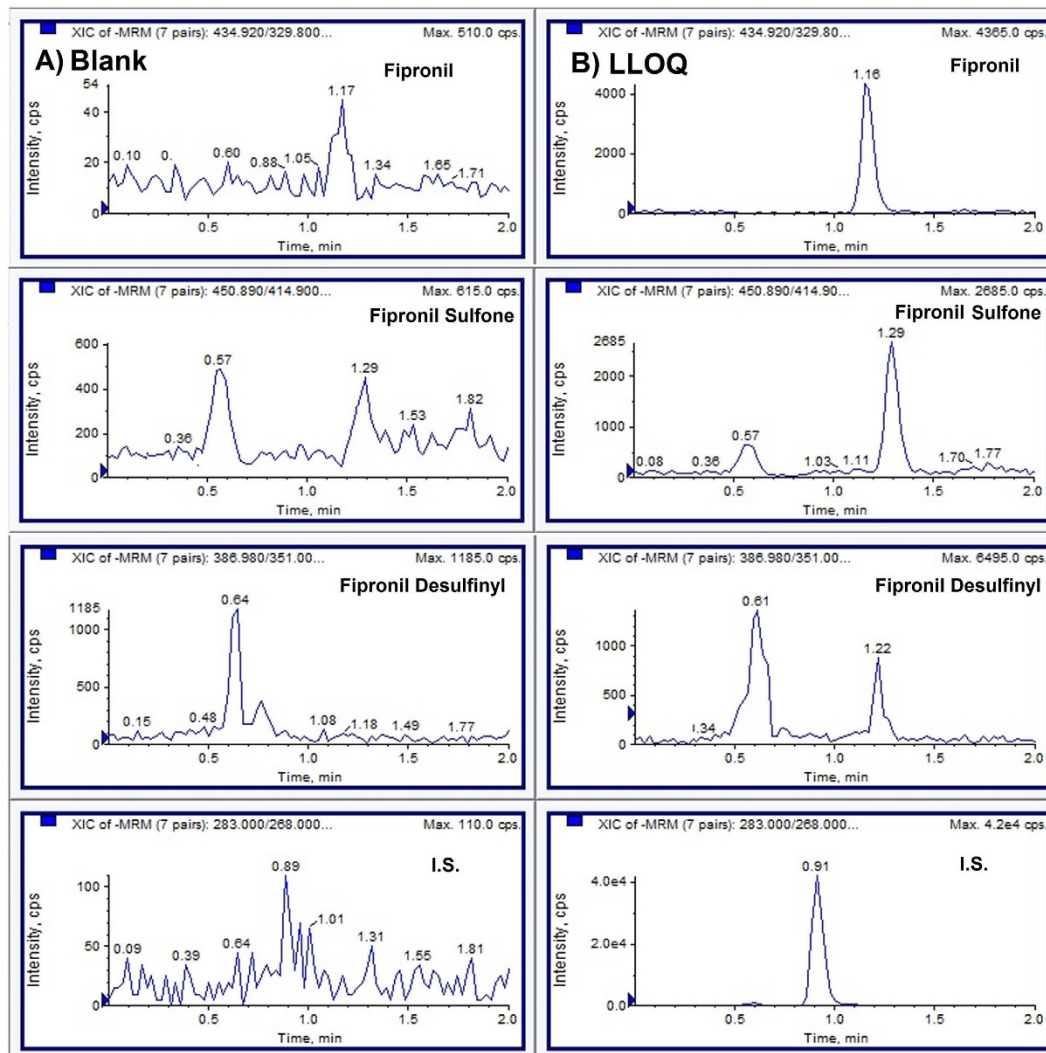 XIC of -MRM (7 pairs): 434.920/329.800... Max. 510.0 cps.
A) Blank
Fipronil
Intensity, cps
54
40
20
0
0.10
0.
0.60
0.88
1.05
1.17
1.34
1.65
1.71
0.5 1.0 1.5 2.0
Time, min
XIC of -MRM (7 pairs): 434.920/329.80... Max. 4365.0 cps.
B) LLOQ
Fipronil
Intensity, cps
4000
2000
0
1.16
0.5 1.0 1.5 2.0
Time, min
XIC of -MRM (7 pairs): 450.890/414.900... Max. 615.0 cps.
Fipronil Sulfone
Intensity, cps
600
400
200
0
0.36
0.57
1.29
1.53
1.82
0.5 1.0 1.5 2.0
Time, min
XIC of -MRM (7 pairs): 450.890/414.90... Max. 2685.0 cps.
Fipronil Sulfone
Intensity, cps
2685
2000
1000
0
0.08
0.36
0.57
1.03
1.11
1.29
1.70
1.77
0.5 1.0 1.5 2.0
Time, min
XIC of -MRM (7 pairs): 386.980/351.00... Max. 1185.0 cps.
Fipronil Desulfinyl
Intensity, cps
1185
1000
500
0
0.15
0.48
0.64
1.08
1.18
1.49
1.77
0.5 1.0 1.5 2.0
Time, min
XIC of -MRM (7 pairs): 386.980/351.00... Max. 6495.0 cps.
Fipronil Desulfinyl
Intensity, cps
1000
500
0
1.34
0.61
1.22
0.5 1.0 1.5 2.0
Time, min
XIC of -MRM (7 pairs): 283.000/268.000... Max. 110.0 cps.
I.S.
Intensity, cps
100
50
0
0.09
0.39
0.64
0.89
1.01
1.31
1.55
1.81
0.5 1.0 1.5 2.0
Time, min
XIC of -MRM (7 pairs): 283.000/268.000... Max. 4.2e4 cps.
I.S.
Intensity, cps
4.0e4
2.0e4
0.0
0.91
0.5 1.0 1.5 2.0
Time, min